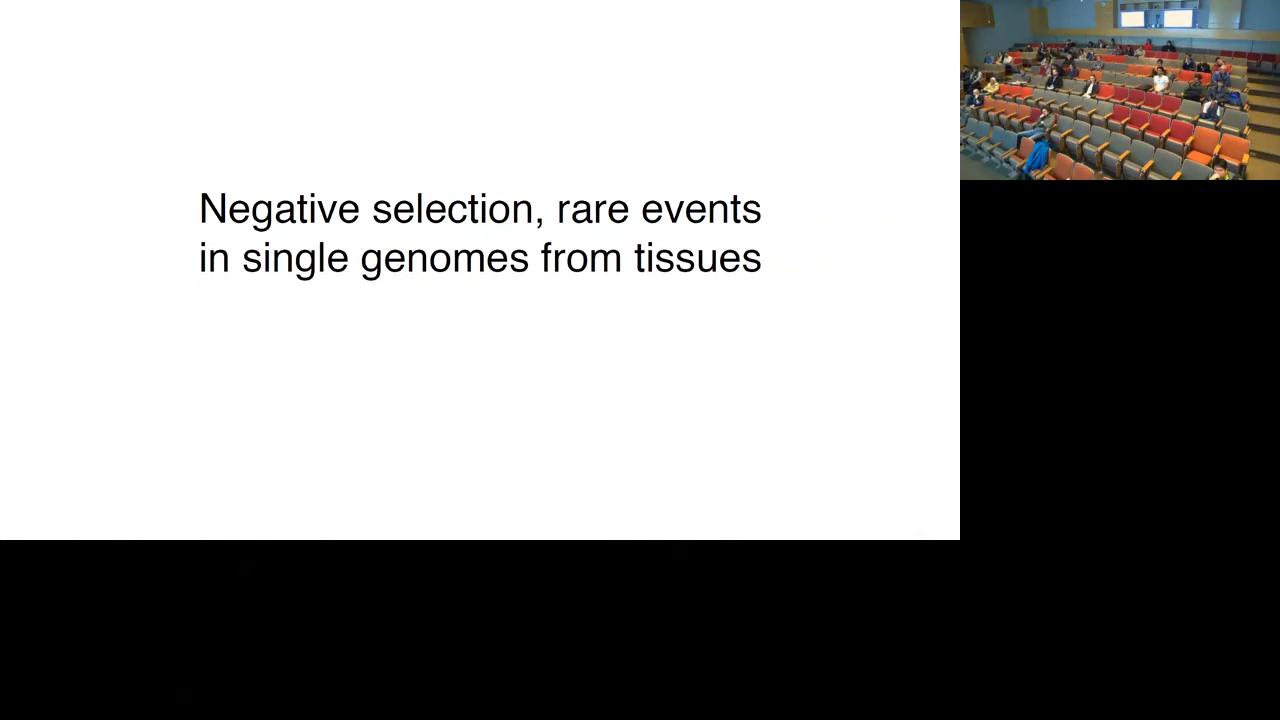 Negative selection, rare events
in single genomes from tissues